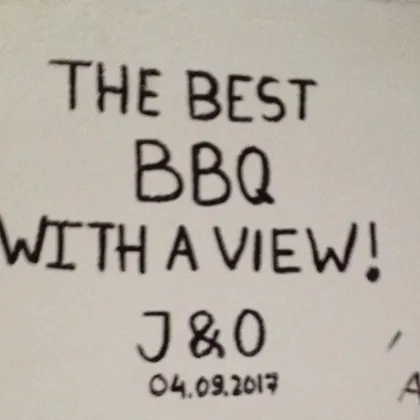 THE BEST
BBQ
WITH A VIEW!
J & O
04.09.2017